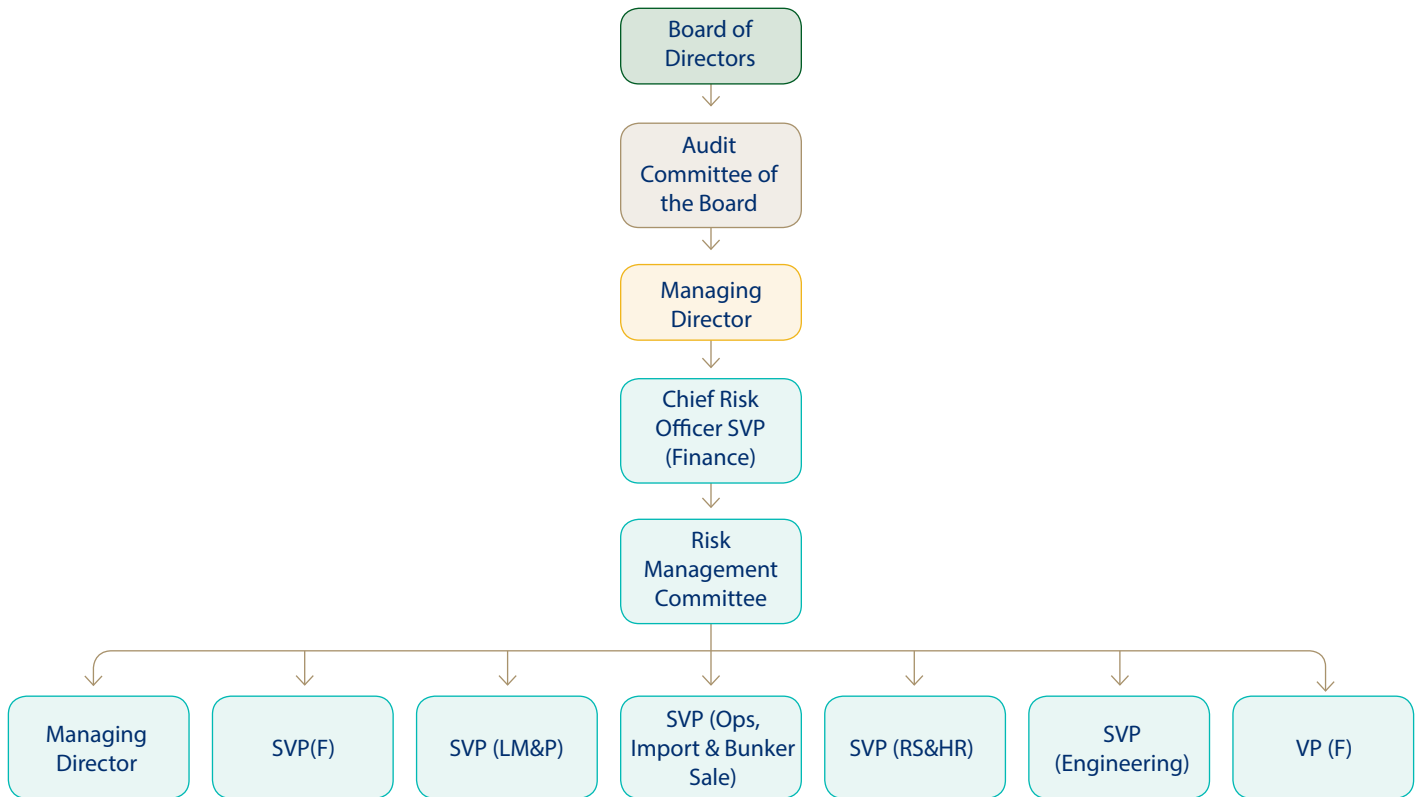 Board of
Directors
Audit
Committee of
the Board
Managing
Director
Chief Risk
Officer SVP
(Finance)
Risk
Management
Committee
Managing
Director
SVP(F)
SVP (LM&P)
SVP (Ops,
Import & Bunker
Sale)
SVP (RS&HR)
SVP
(Engineering)
VP (F)